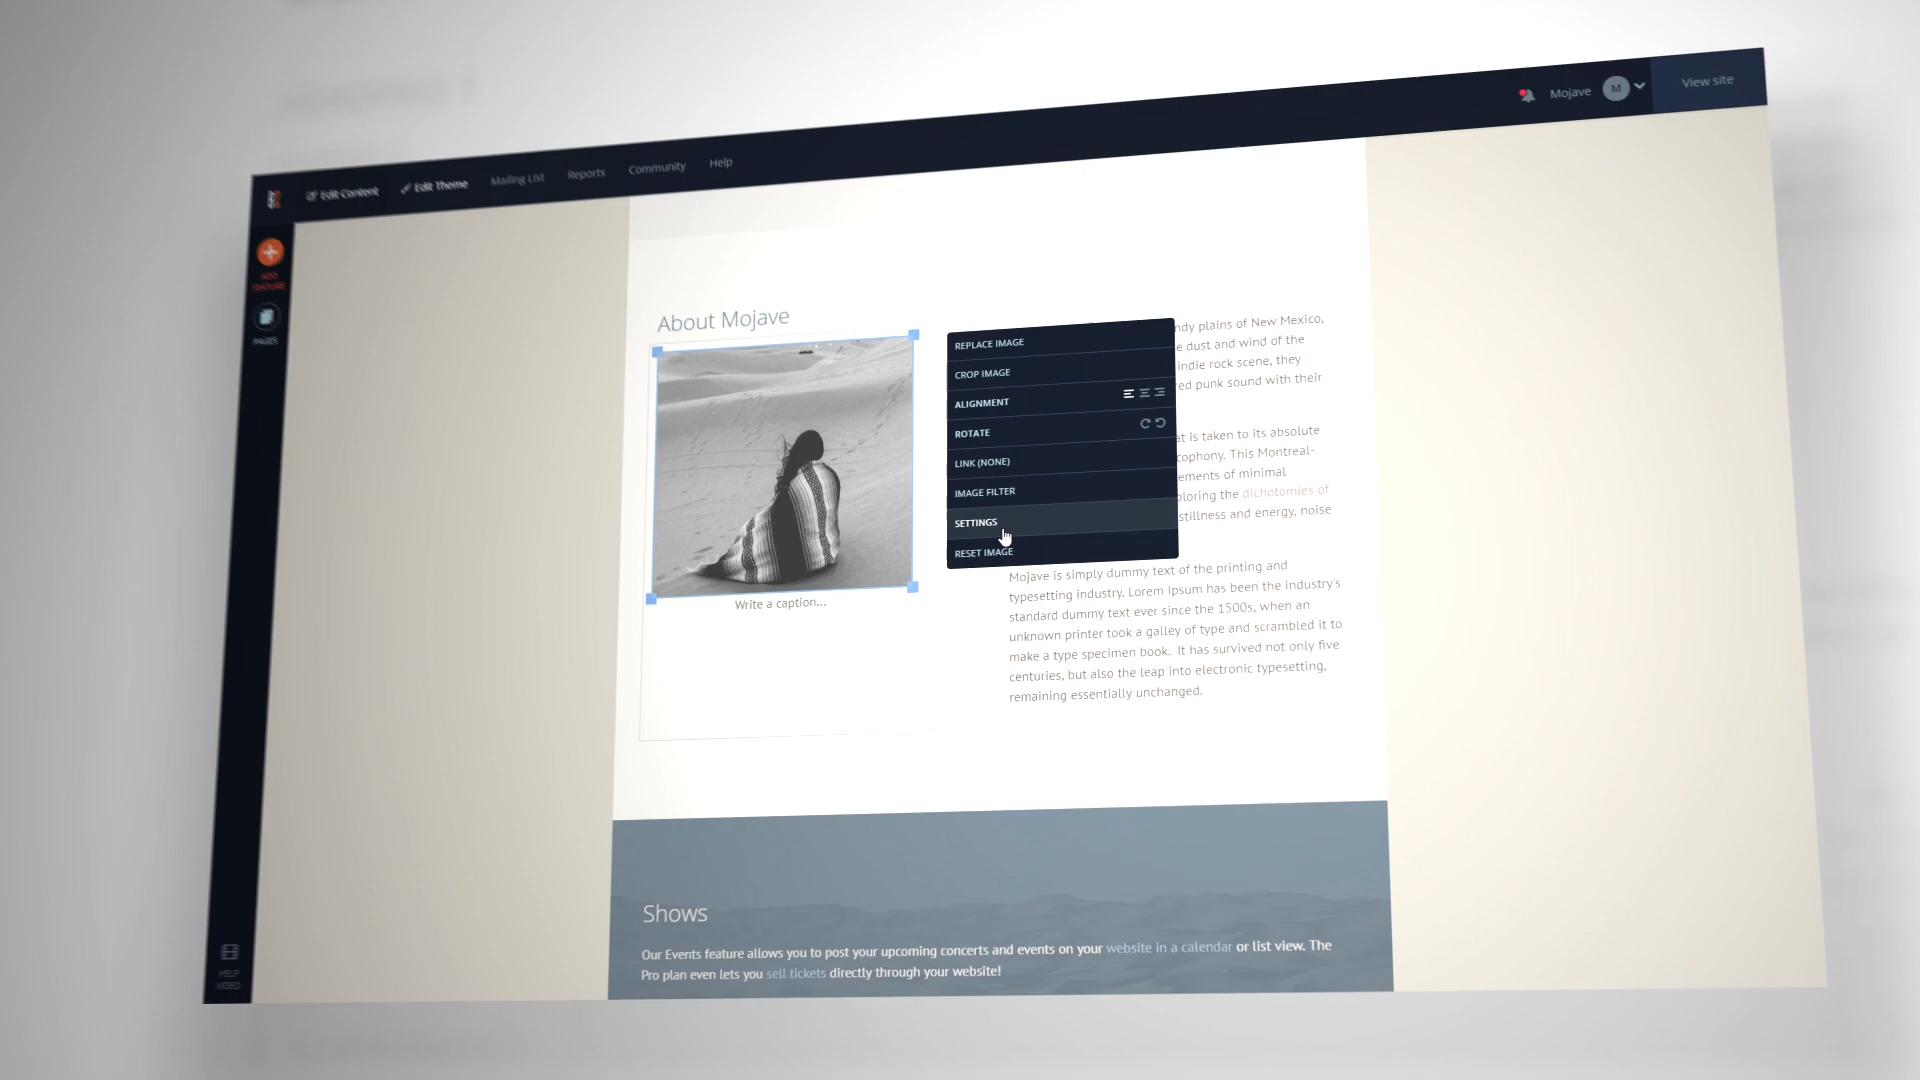 Edit Content Edit Theme Mailing List Reports Community Help Mojave M View site
ADD
FEATURE
PAGES
About Mojave
Write a caption...
REPLACE IMAGE
CROP IMAGE
ALIGNMENT
ROTATE
LINK (NONE)
IMAGE FILTER
SETTINGS
RESET IMAGE
plains of New Mexico,
dust and wind of the
indie rock scene, they
punk sound with their
is taken to its absolute
This Montreal-
of minimal
the dichotomies of
stillness and energy, noise
Mojave is simply dummy text of the printing and
typesetting industry. Lorem Ipsum has been the industry's
standard dummy text ever since the 1500s, when an
unknown printer took a galley of type and scrambled it to
make a type specimen book. It has survived not only five
centuries, but also the leap into electronic typesetting,
remaining essentially unchanged.
Shows
Our Events feature allows you to post your upcoming concerts and events on your website in a calendar or list view. The
Pro plan even lets you sell tickets directly through your website!
HELP
VIDEO